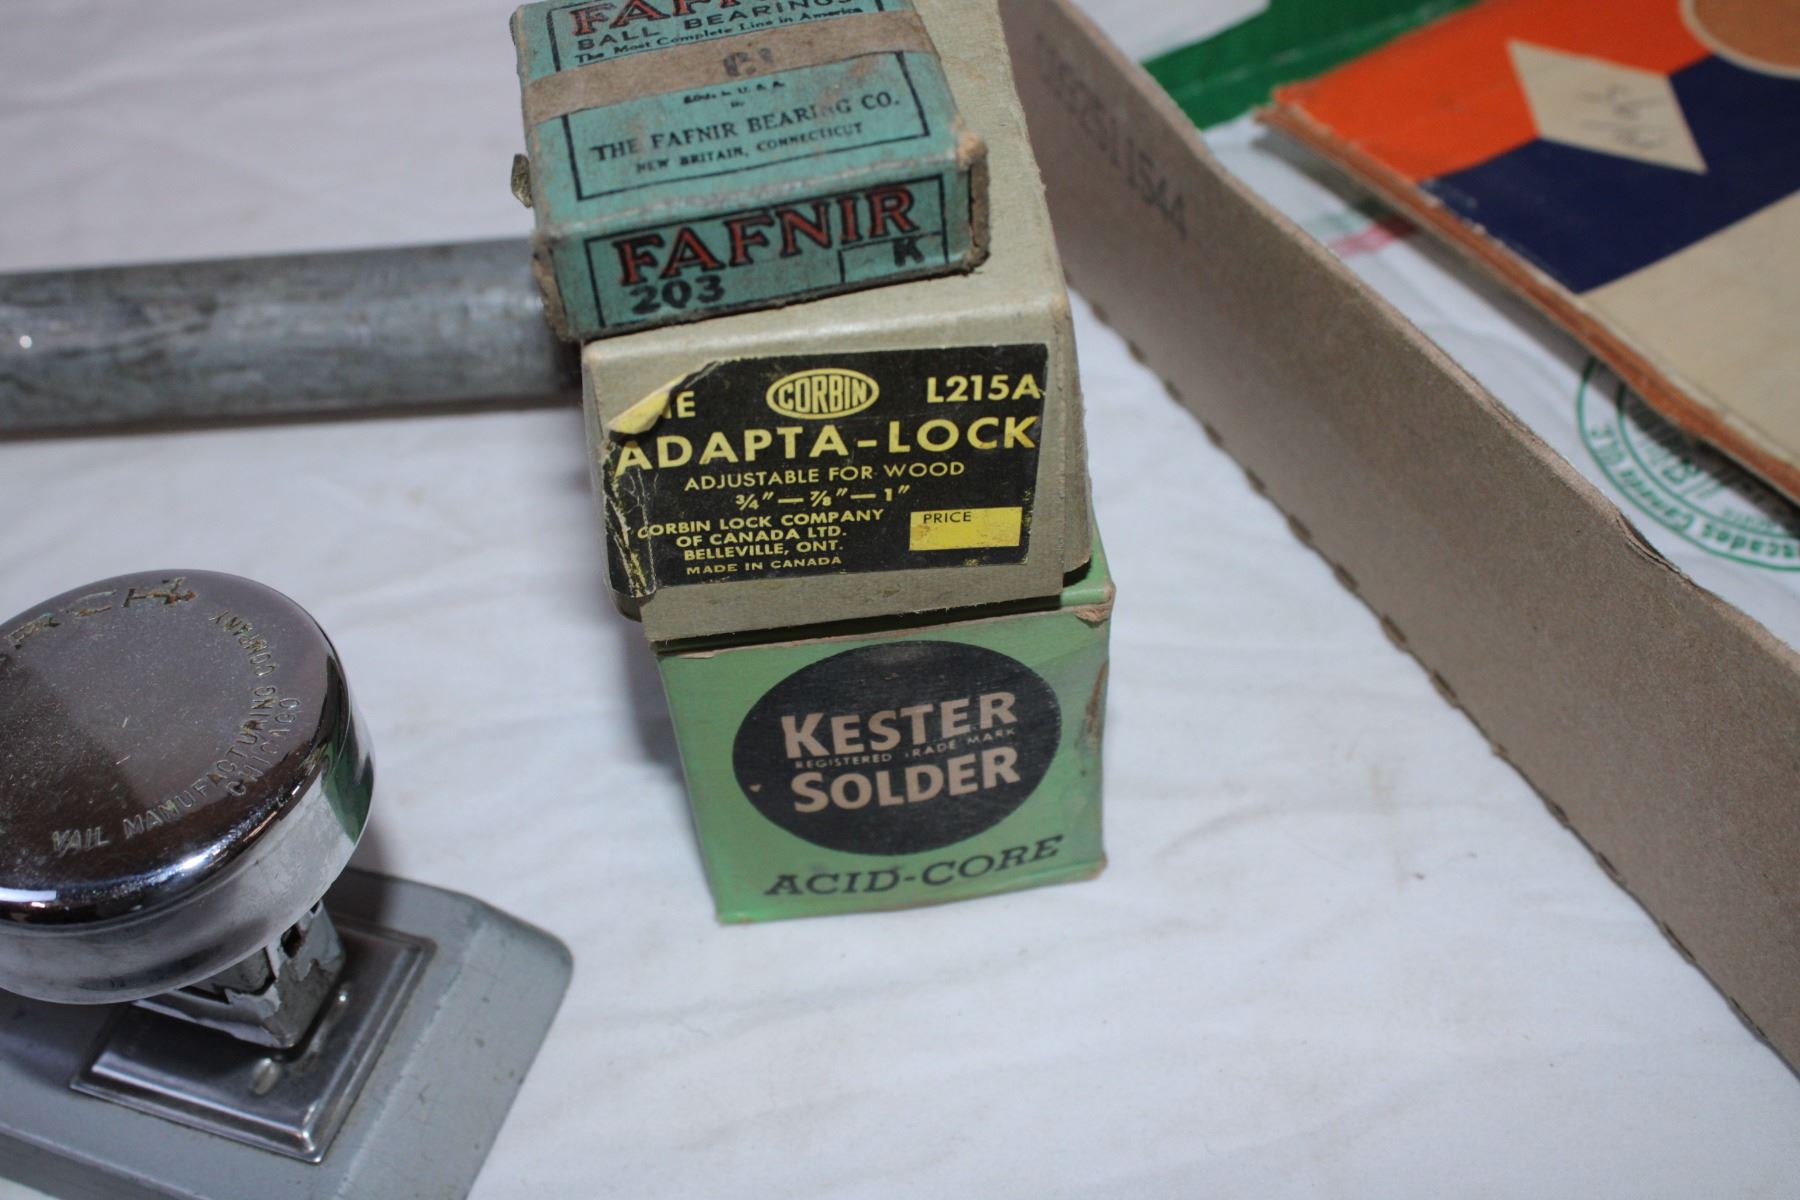 FAFNIR
BALL BEARINGS
The Most Complete Line in America
THE FAFNIR BEARING CO.
NEW BRITAIN, CONNECTICUT
FAFNIR
203 K
CORBIN L215A
ADAPTA-LOCK
ADJUSTABLE FOR WOOD
¾" — ⅞" — 1"
CORBIN LOCK COMPANY
OF CANADA LTD.
BELLEVILLE, ONT.
MADE IN CANADA
PRICE
KESTER
REGISTERED TRADE MARK
SOLDER
ACID-CORE
VAIL MANUFACTURING COMPANY
CHICAGO